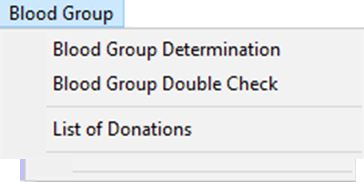 Blood Group
Blood Group Determination
Blood Group Double Check
List of Donations